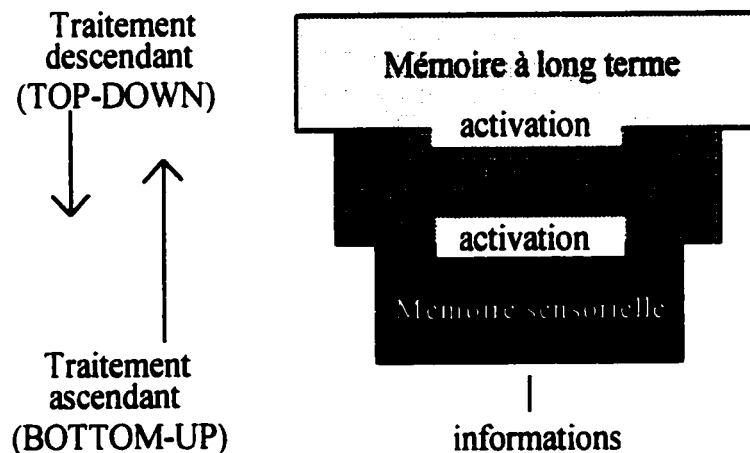 Traitement
descendant
(TOP-DOWN)
Mémoire à long terme
activation
activation
Mémoire sensorielle
Traitement
ascendant
(BOTTOM-UP)
informations